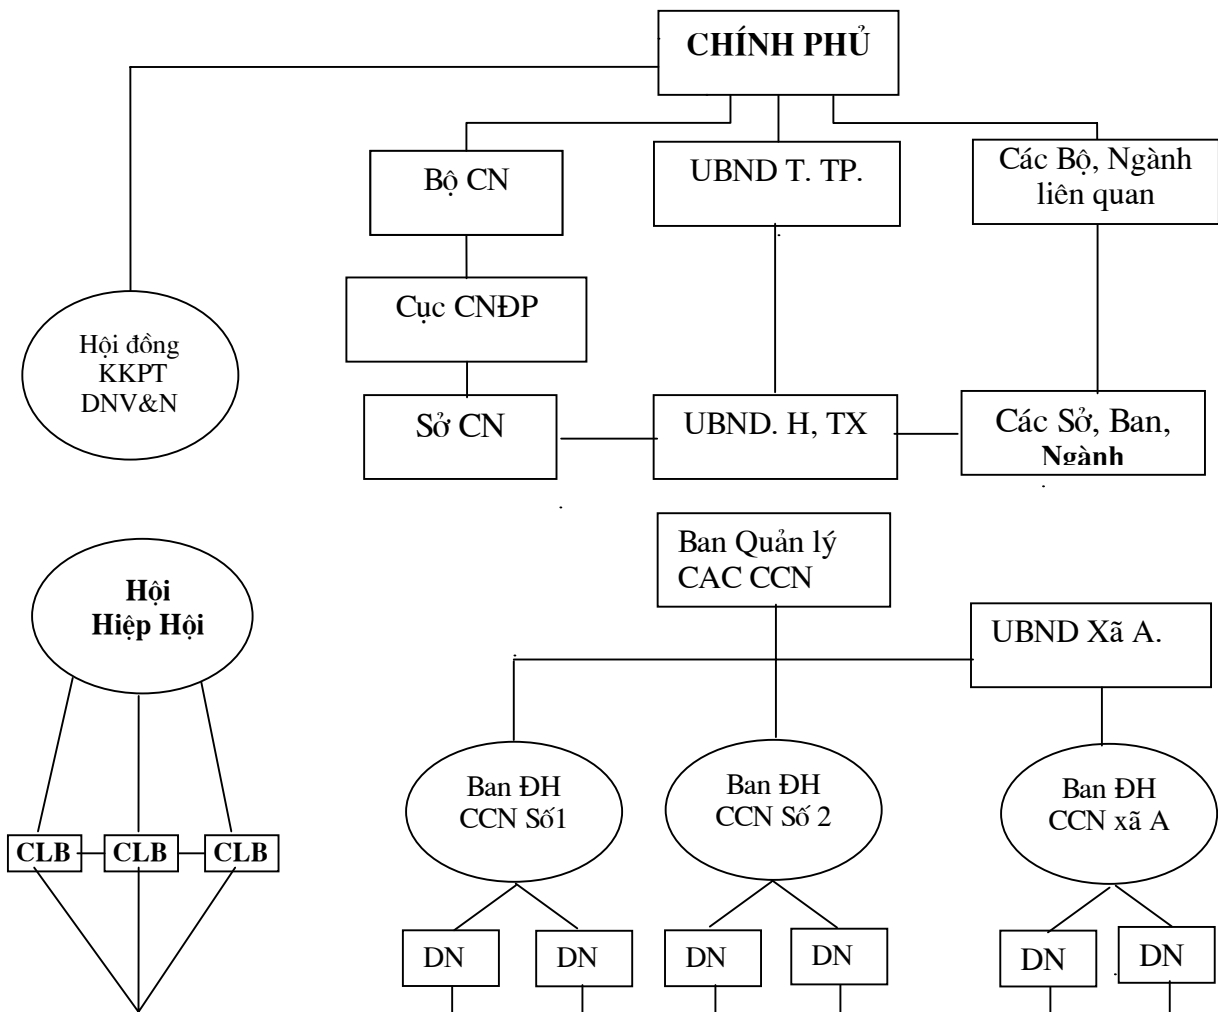 CHÍNH PHỦ
Bộ CN
UBND T. TP.
Các Bộ, Ngành
liên quan
Cục CNĐP
Hội đồng
KKPT
DNV&N
Sở CN
UBND. H, TX
Các Sở, Ban,
Ngành
Ban Quản lý
CAC CCN
Hội
Hiệp Hội
UBND Xã A.
Ban ĐH
CCN Số1
Ban ĐH
CCN Số 2
Ban ĐH
CCN xã A
CLB
CLB
CLB
DN
DN
DN
DN
DN
DN